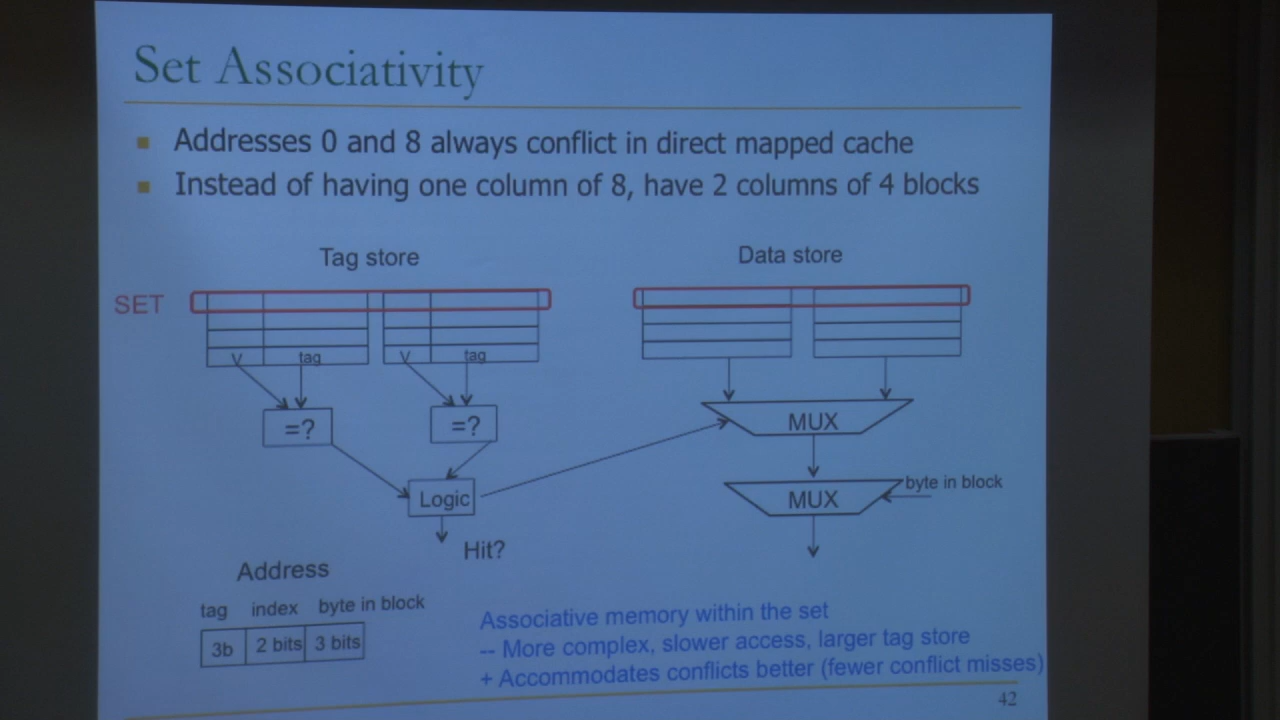 Set Associativity
Addresses 0 and 8 always conflict in direct mapped cache
Instead of having one column of 8, have 2 columns of 4 blocks
Tag store
Data store
SET
V tag V tag
=? =?
MUX
Logic
MUX
byte in block
Hit?
Address
tag index byte in block
3b 2 bits 3 bits
Associative memory within the set
-- More complex, slower access, larger tag store
+ Accommodates conflicts better (fewer conflict misses)
42